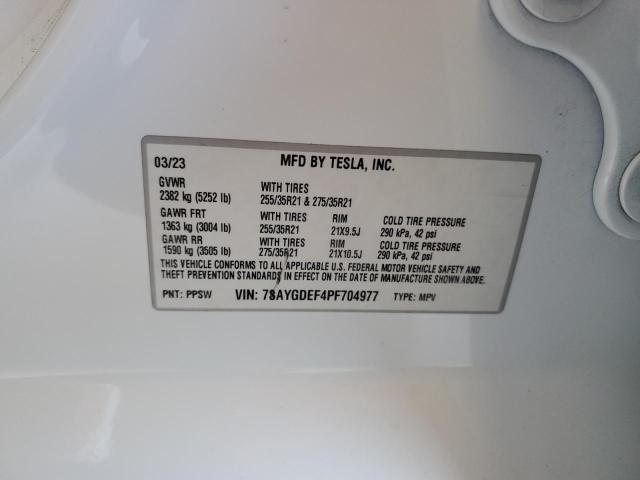 03/23 MFD BY TESLA, INC.
GVWR WITH TIRES
2382 kg (5252 lb) 255/35R21 & 275/35R21
GAWR FRT WITH TIRES RIM COLD TIRE PRESSURE
1363 kg (3004 lb) 255/35R21 21X9.5J 290 kPa, 42 psi
GAWR RR WITH TIRES RIM COLD TIRE PRESSURE
1590 kg (3505 lb) 275/35R21 21X10.5J 290 kPa, 42 psi
THIS VEHICLE CONFORMS TO ALL APPLICABLE U.S. FEDERAL MOTOR VEHICLE SAFETY AND
THEFT PREVENTION STANDARDS IN EFFECT ON THE DATE OF MANUFACTURE SHOWN ABOVE.
PNT: PPSW VIN: 7SAYGDEF4PF704977 TYPE: MPV